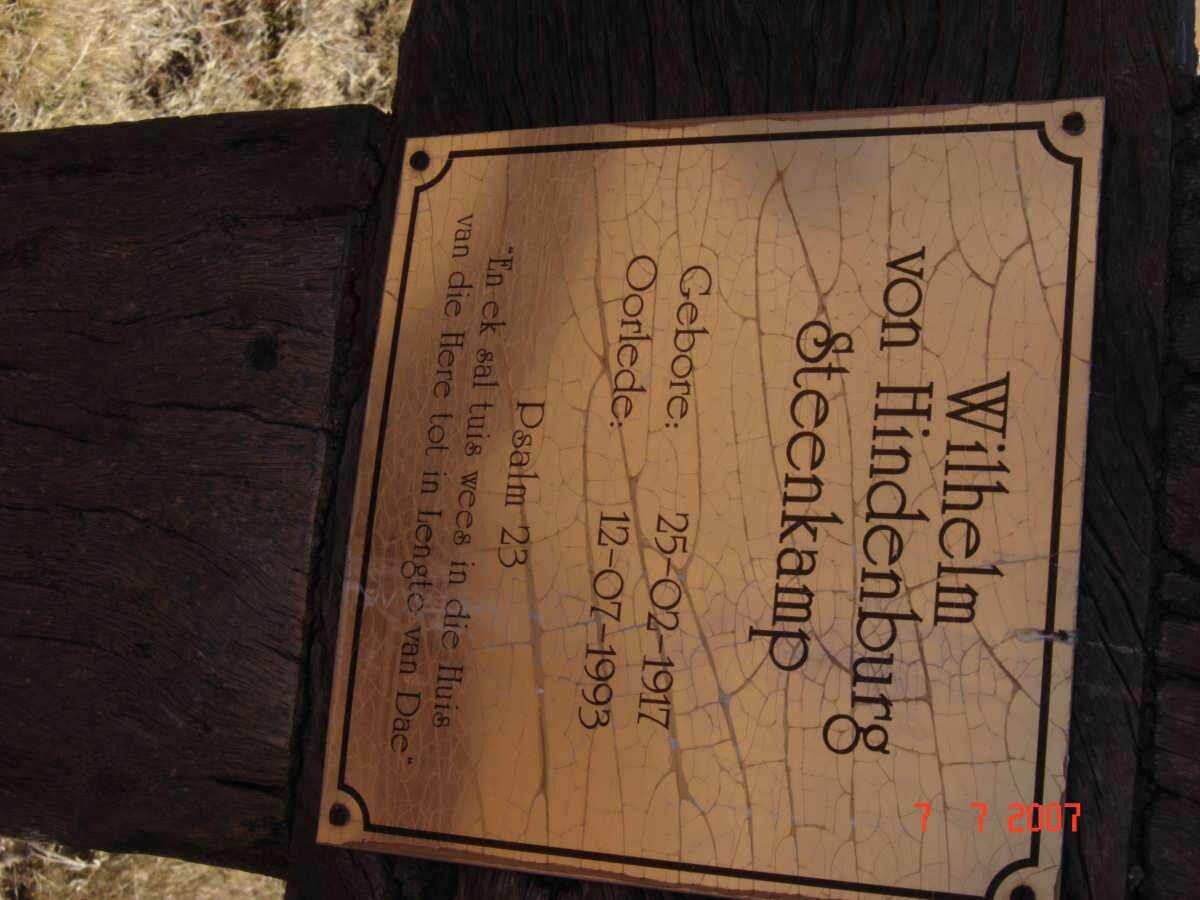 Wilhelm
von Hindenburg
Steenkamp
Gebore: 25-02-1917
Oorlede: 12-07-1993
Psalm 23
"En ek sal tuis wees in die Huis
van die Here tot in Lengte van Dae"
7 7 2007